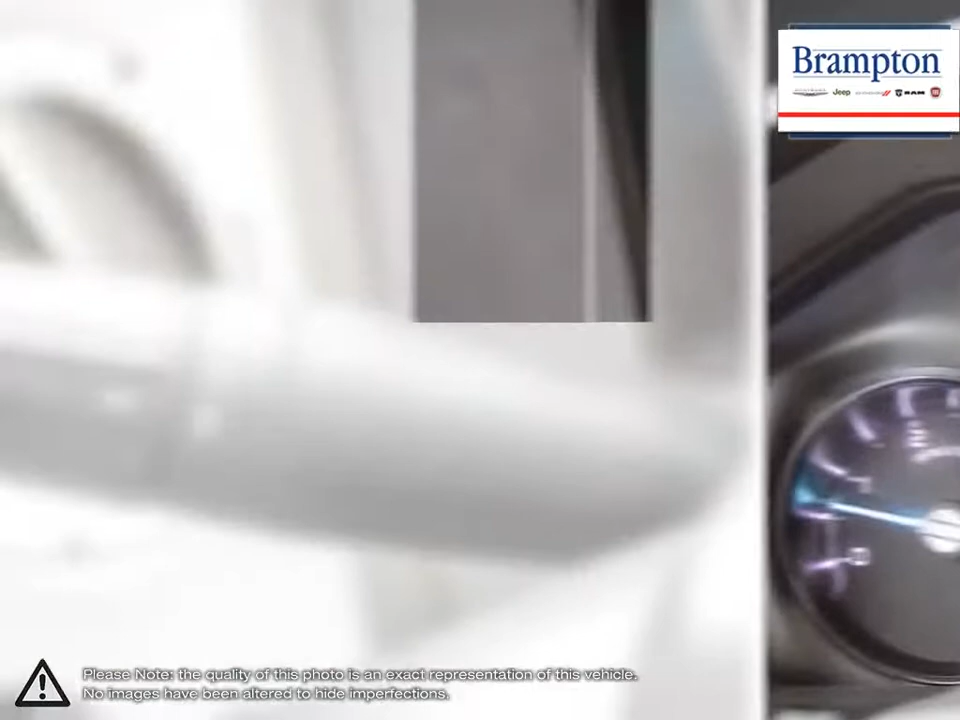 Brampton
Jeep RAM
Please Note: the quality of this photo is an exact representation of this vehicle.
No images have been altered to hide imperfections.